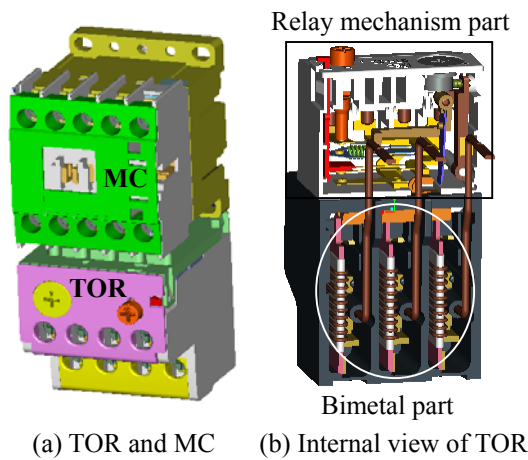 Relay mechanism part
MC
TOR
Bimetal part
(a) TOR and MC (b) Internal view of TOR